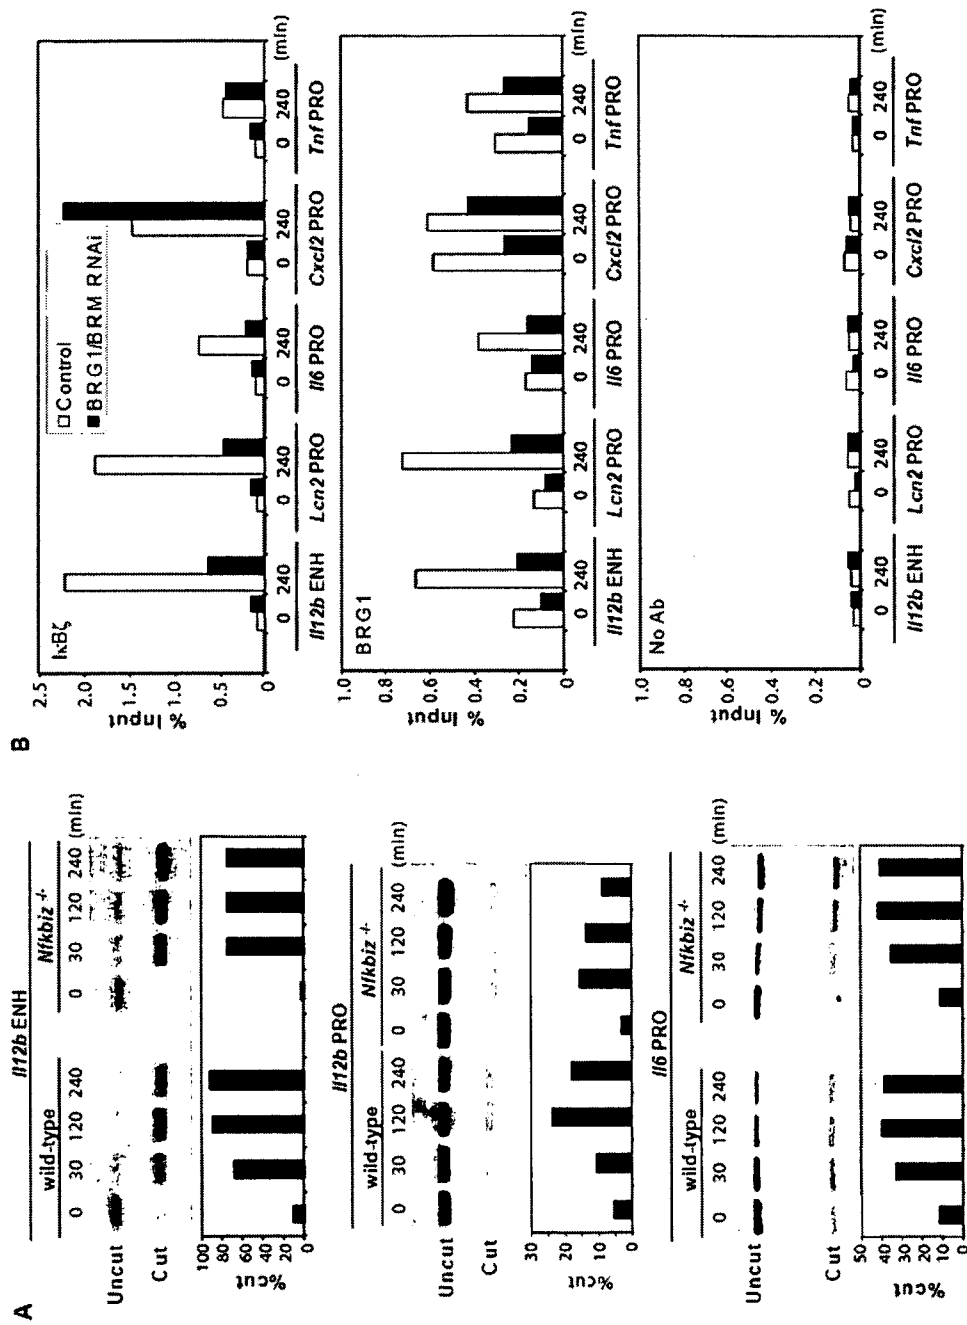 A
Il12b ENH
wild-type Nfkbiz -/-
0 30 120 240 0 30 120 240 (min)
Uncut
Cut
100
80
60
40
20
0
%cut
Il12b PRO
wild-type Nfkbiz -/-
0 30 120 240 0 30 120 240 (min)
Uncut
Cut
30
20
10
0
%cut
Il6 PRO
wild-type Nfkbiz -/-
0 30 120 240 0 30 120 240 (min)
Uncut
Cut
50
40
30
20
10
0
%cut
B
IκBζ
Control
BRG1/BRM RNAi
2.5
2.0
1.5
1.0
0.5
0
% Input
0 240 0 240 0 240 0 240 0 240 (min)
Il12b ENH Lcn2 PRO Il6 PRO Cxcl2 PRO Tnf PRO
BRG1
1.0
0.8
0.6
0.4
0.2
0
% Input
0 240 0 240 0 240 0 240 0 240 (min)
Il12b ENH Lcn2 PRO Il6 PRO Cxcl2 PRO Tnf PRO
No Ab
1.0
0.8
0.6
0.4
0.2
0
% Input
0 240 0 240 0 240 0 240 0 240 (min)
Il12b ENH Lcn2 PRO Il6 PRO Cxcl2 PRO Tnf PRO